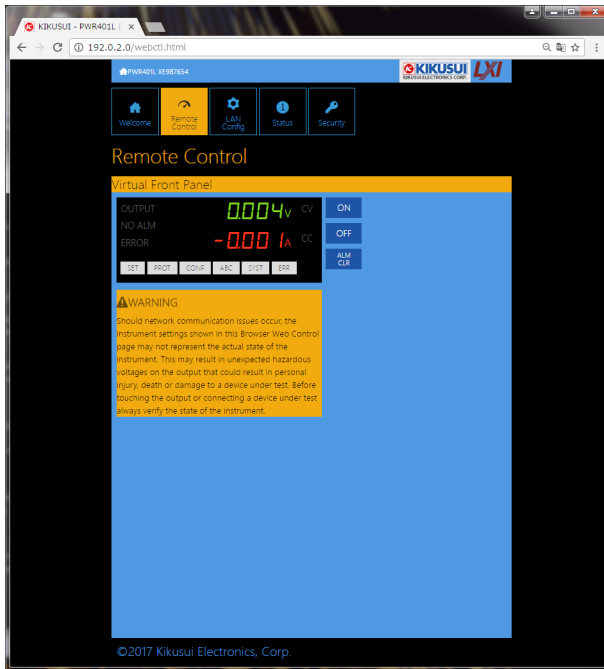 KIKUSUI - PWR401L (
192.0.2.0/webctl.html
PWR401L XE987654
KIKUSUI
KIKUSUI ELECTRONICS CORP.
LXI
Welcome
Remote
Control
LAN
Config
Status
Security
Remote Control
Virtual Front Panel
OUTPUT
0.004V CV
NO ALM
ERROR
-0.001A CC
SET PROT CONF ABC SYST ERR
ON
OFF
ALM
CLR
WARNING
Should network communication issues occur, the
instrument settings shown in this Browser Web Control
page may not represent the actual state of the
instrument. This may result in unexpected hazardous
voltages on the output that could result in personal
injury, death or damage to a device under test. Before
touching the output or connecting a device under test
always verify the state of the instrument.
©2017 Kikusui Electronics, Corp.